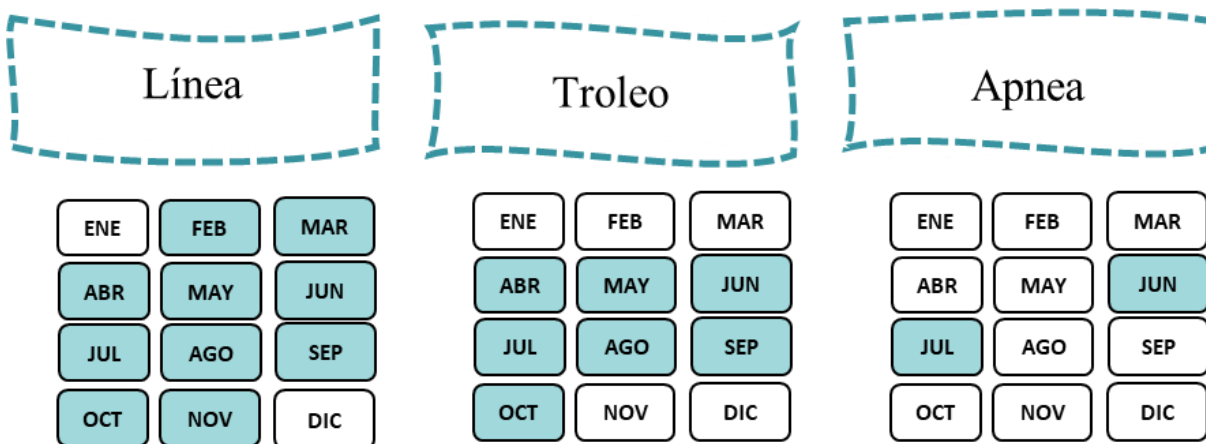 Línea
Troleo
Apnea
ENE FEB MAR
ABR MAY JUN
JUL AGO SEP
OCT NOV DIC
ENE FEB MAR
ABR MAY JUN
JUL AGO SEP
OCT NOV DIC
ENE FEB MAR
ABR MAY JUN
JUL AGO SEP
OCT NOV DIC